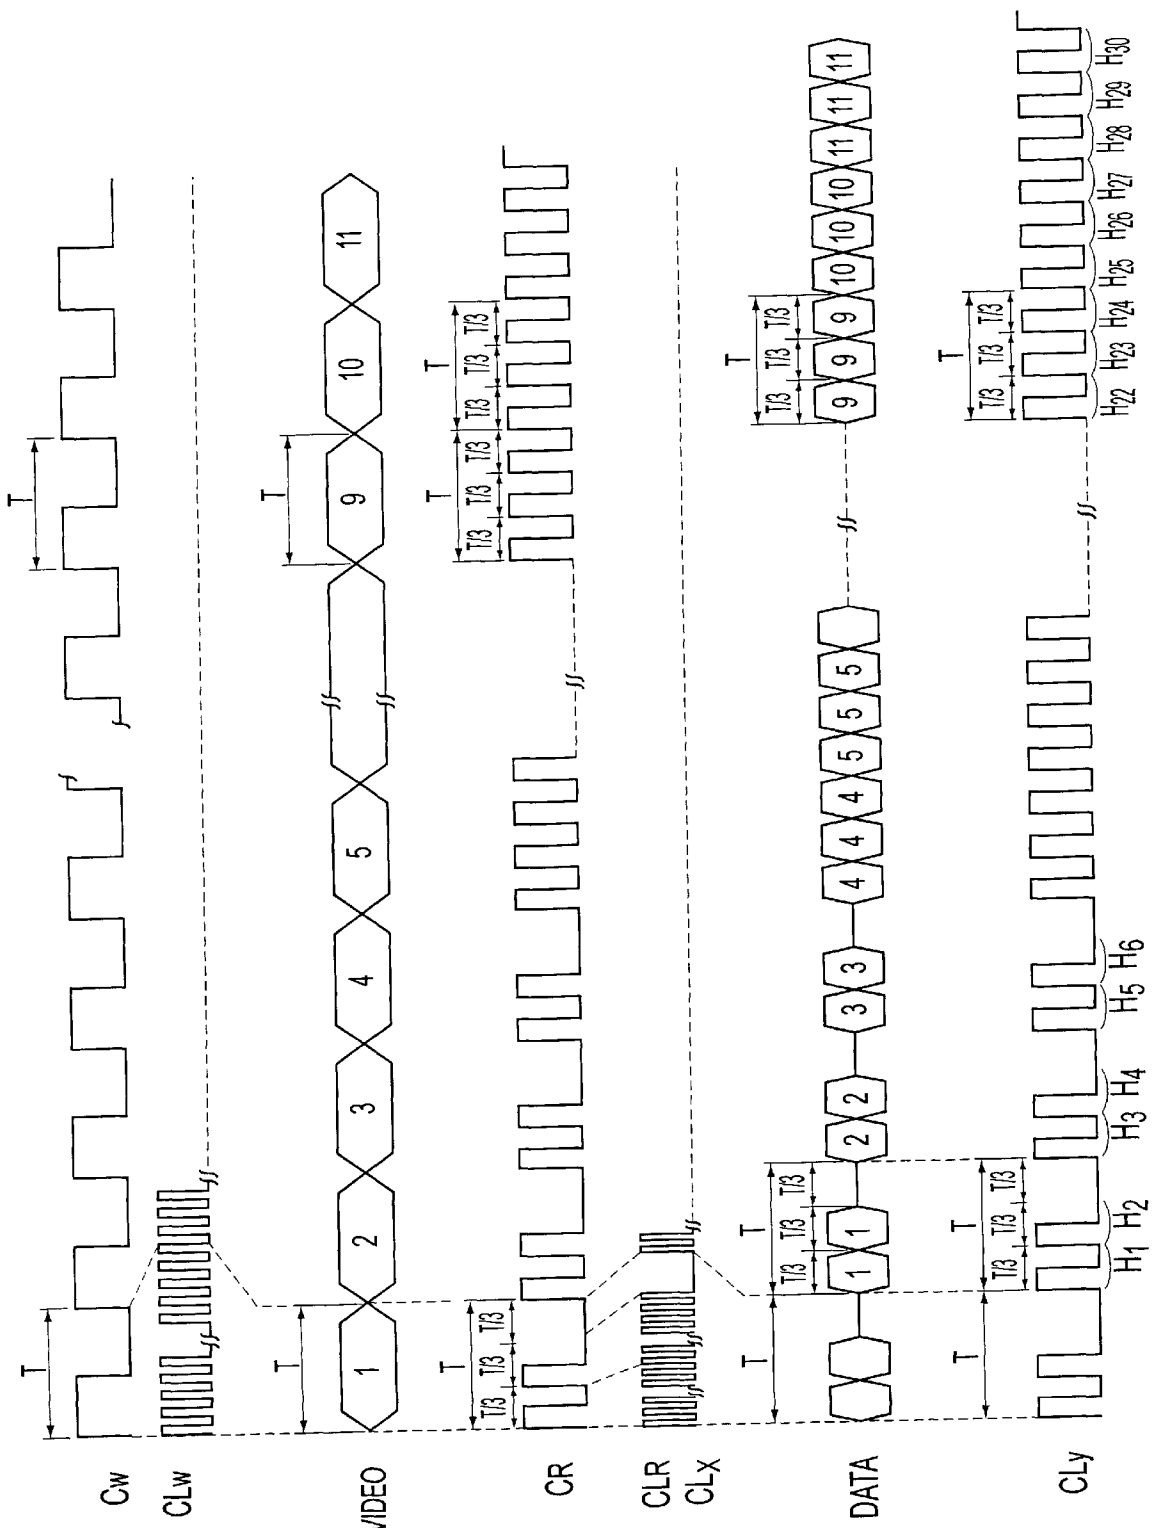 Cw
T
CLw
VIDEO
T
T
1 2 3 4 5 9 10 11
CR
T
T
T
T/3 T/3 T/3
T/3 T/3 T/3 T/3 T/3 T/3
CLR
CLX
DATA
T
T
T
T/3 T/3 T/3
T/3 T/3 T/3
1 1 2 2 3 3 4 4 4 5 5 5 9 9 9 10 10 10 11 11 11
CLy
T
T
T
T/3 T/3 T/3
T/3 T/3 T/3
H1 H2 H3 H4 H5 H6 H22 H23 H24 H25 H26 H27 H28 H29 H30